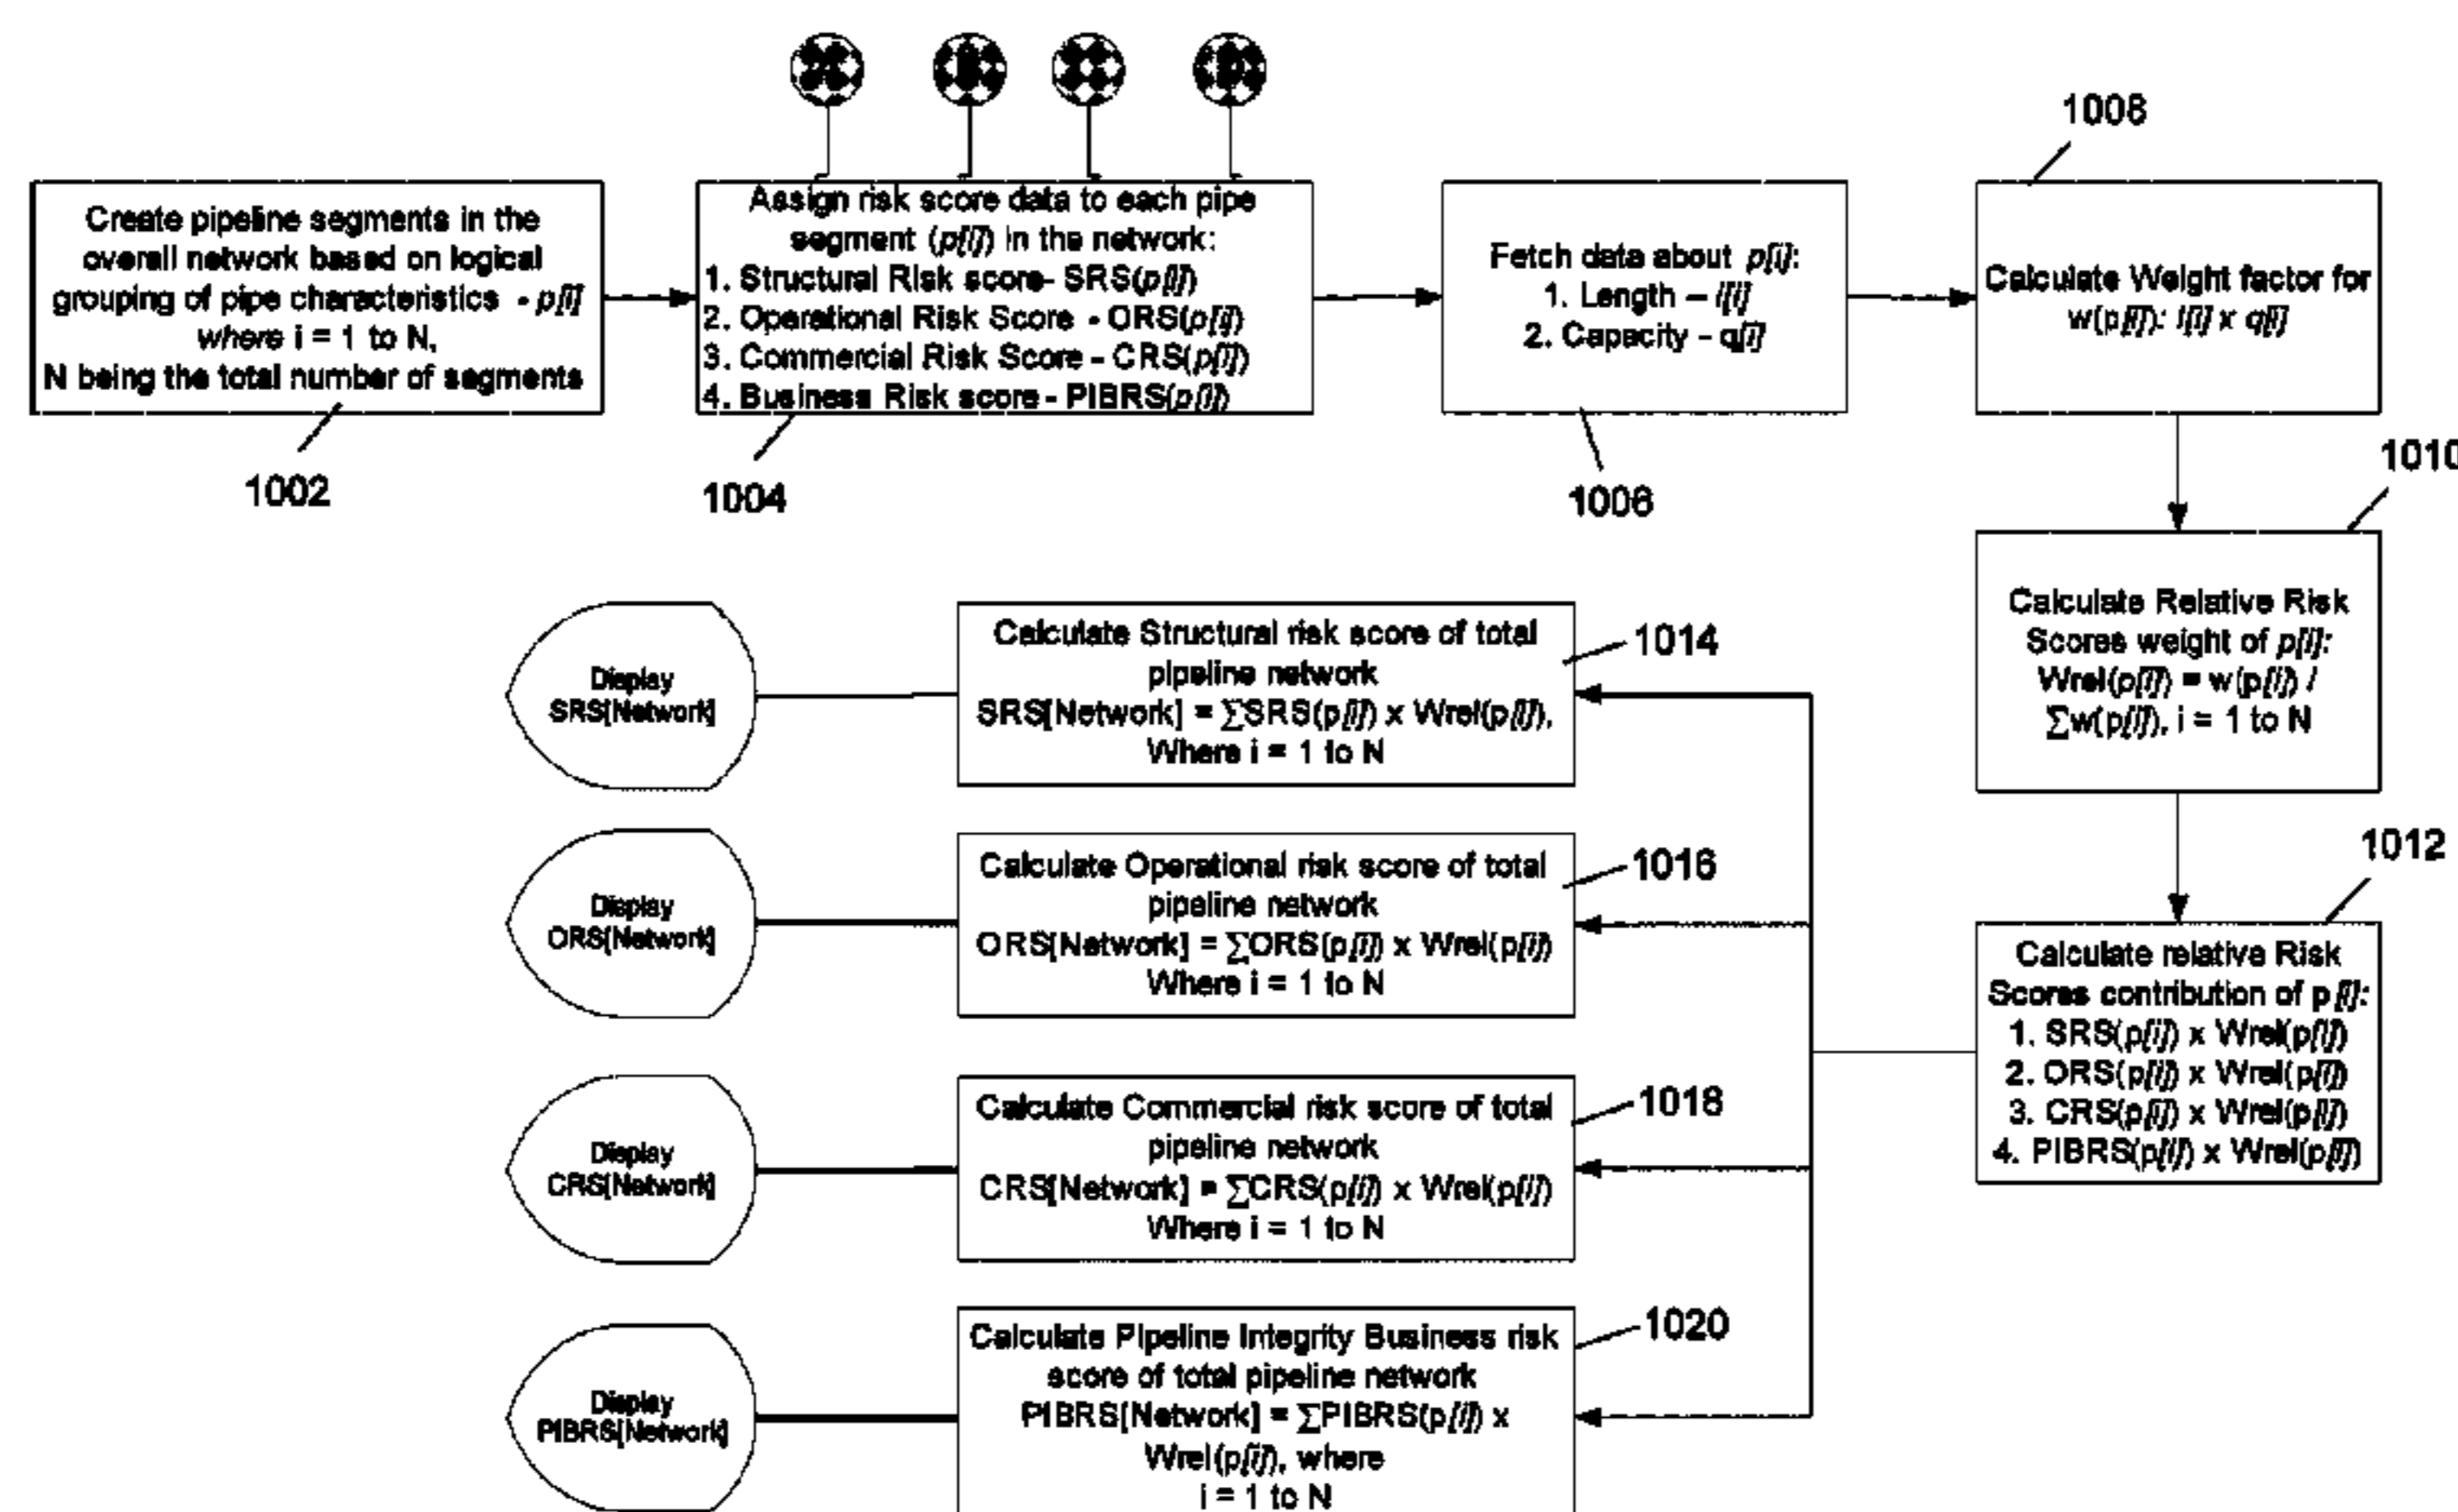 1008
Create pipeline segments in the
overall network based on logical
grouping of pipe characteristics - p[i]
where i = 1 to N,
N being the total number of segments
1002
Assign risk score data to each pipe
segment (p[i]) in the network:
1. Structural Risk score- SRS(p[i])
2. Operational Risk Score - ORS(p[i])
3. Commercial Risk Score - CRS(p[i])
4. Business Risk score - PIBRS(p[i])
1004
Fetch data about p[i]:
1. Length – l[i]
2. Capacity - q[i]
1006
Calculate Weight factor for
w(p[i]): l[i] x q[i]
1010
Calculate Relative Risk
Scores weight of p[i]:
Wrel(p[i]) = w(p[i]) /
∑w(p[i]), i = 1 to N
1012
Calculate relative Risk
Scores contribution of p[i]:
1. SRS(p[i]) x Wrel(p[i])
2. ORS(p[i]) x Wrel(p[i])
3. CRS(p[i]) x Wrel(p[i])
4. PIBRS(p[i]) x Wrel(p[i])
Calculate Structural risk score of total
pipeline network
SRS[Network] = ∑SRS(p[i]) x Wrel(p[i]),
Where i = 1 to N
1014
Display
SRS[Network]
Calculate Operational risk score of total
pipeline network
ORS[Network] = ∑ORS(p[i]) x Wrel(p[i])
Where i = 1 to N
1016
Display
ORS[Network]
Calculate Commercial risk score of total
pipeline network
CRS[Network] = ∑CRS(p[i]) x Wrel(p[i])
Where i = 1 to N
1018
Display
CRS[Network]
Calculate Pipeline Integrity Business risk
score of total pipeline network
PIBRS[Network] = ∑PIBRS(p[i]) x
Wrel(p[i]), where
i = 1 to N
1020
Display
PIBRS[Network]